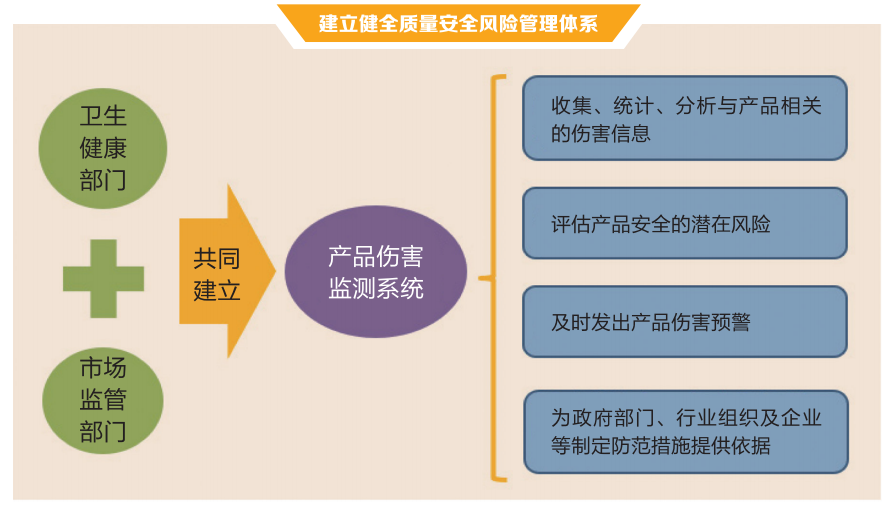 建立健全质量安全风险管理体系
卫生
健康
部门
市场
监管
部门
共同
建立
产品伤害
监测系统
收集、统计、分析与产品相关
的伤害信息
评估产品安全的潜在风险
及时发出产品伤害预警
为政府部门、行业组织及企业
等制定防范措施提供依据